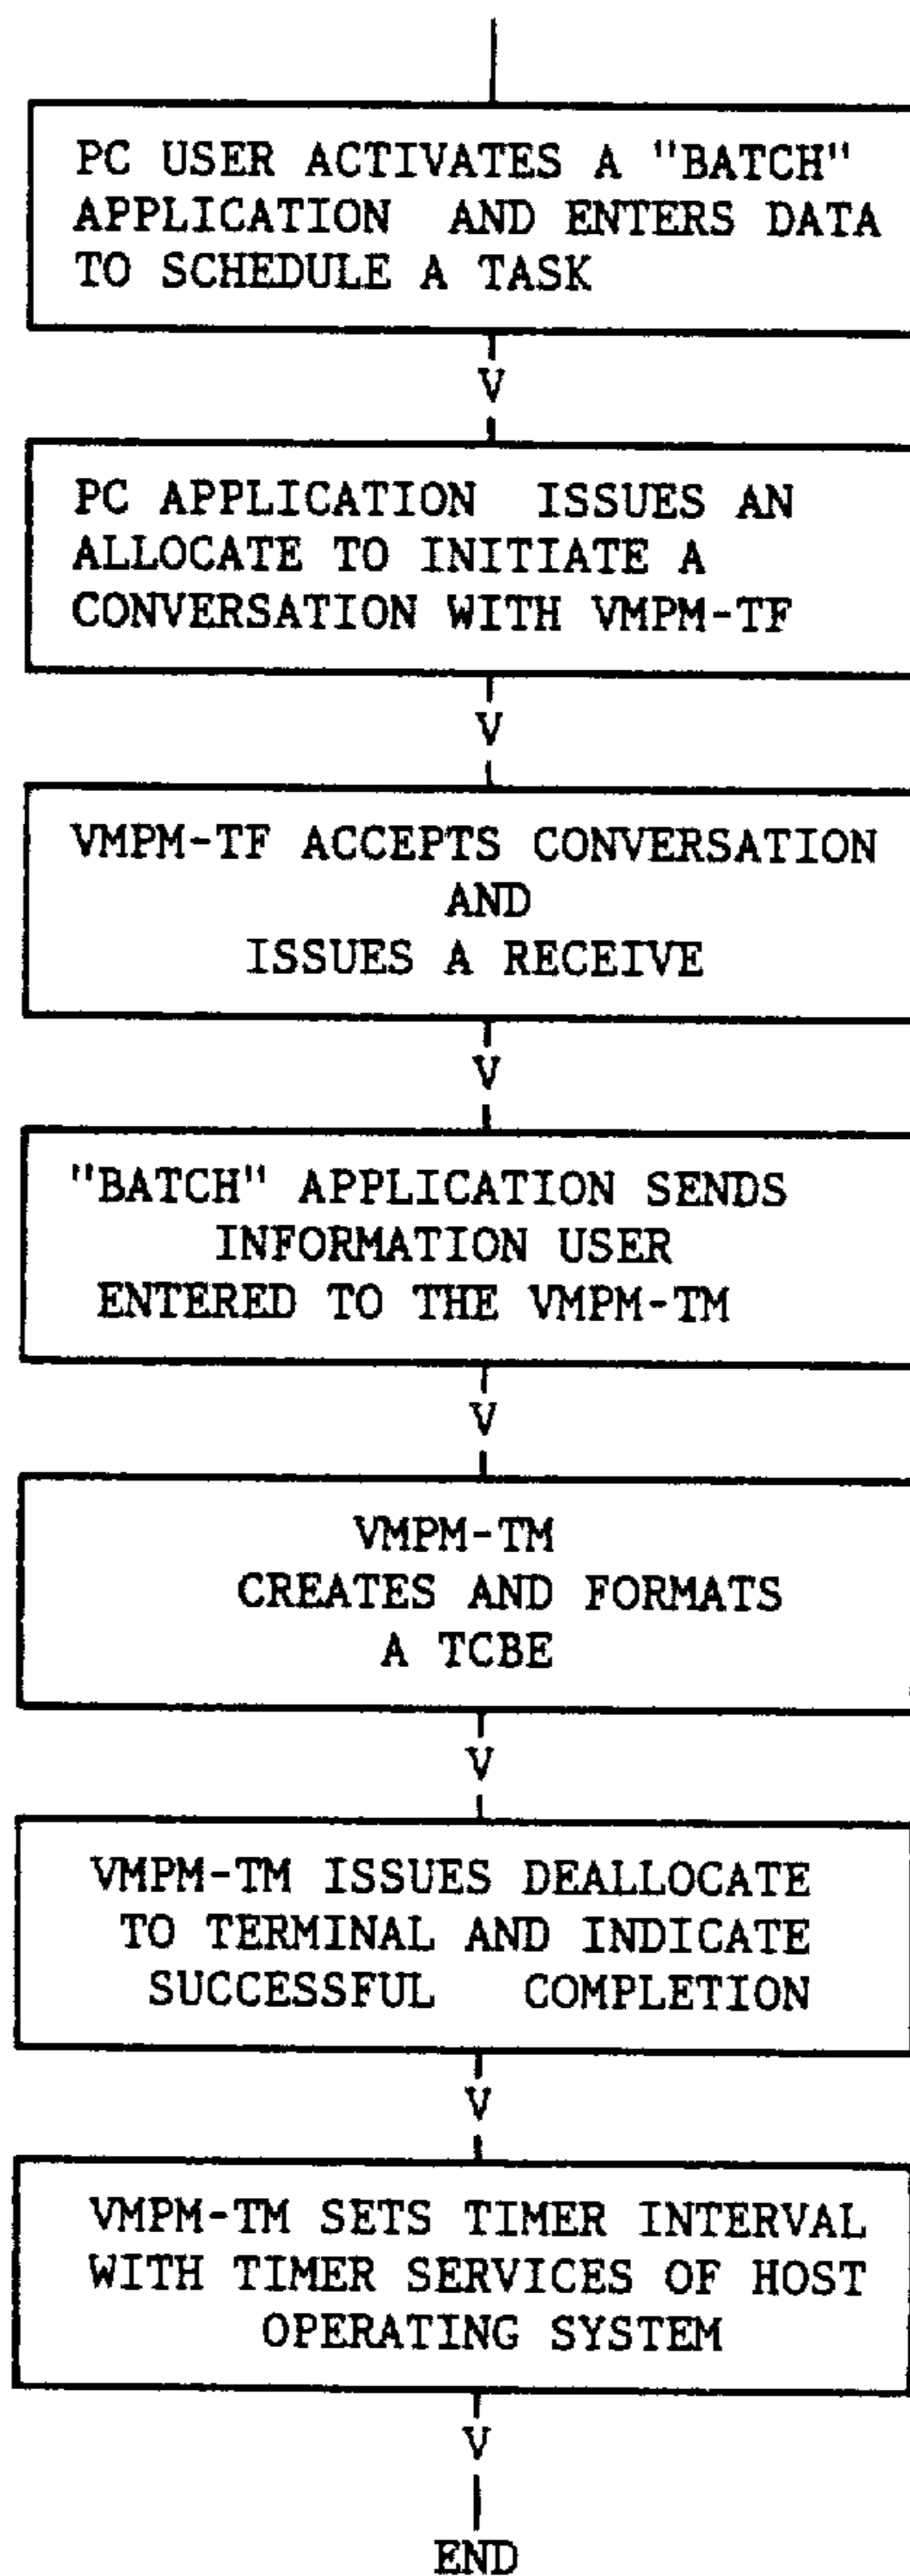 PC USER ACTIVATES A "BATCH"
APPLICATION AND ENTERS DATA
TO SCHEDULE A TASK
V
PC APPLICATION ISSUES AN
ALLOCATE TO INITIATE A
CONVERSATION WITH VMPM-TF
V
VMPM-TF ACCEPTS CONVERSATION
AND
ISSUES A RECEIVE
V
"BATCH" APPLICATION SENDS
INFORMATION USER
ENTERED TO THE VMPM-TM
V
VMPM-TM
CREATES AND FORMATS
A TCBE
V
VMPM-TM ISSUES DEALLOCATE
TO TERMINAL AND INDICATE
SUCCESSFUL COMPLETION
V
VMPM-TM SETS TIMER INTERVAL
WITH TIMER SERVICES OF HOST
OPERATING SYSTEM
V
END